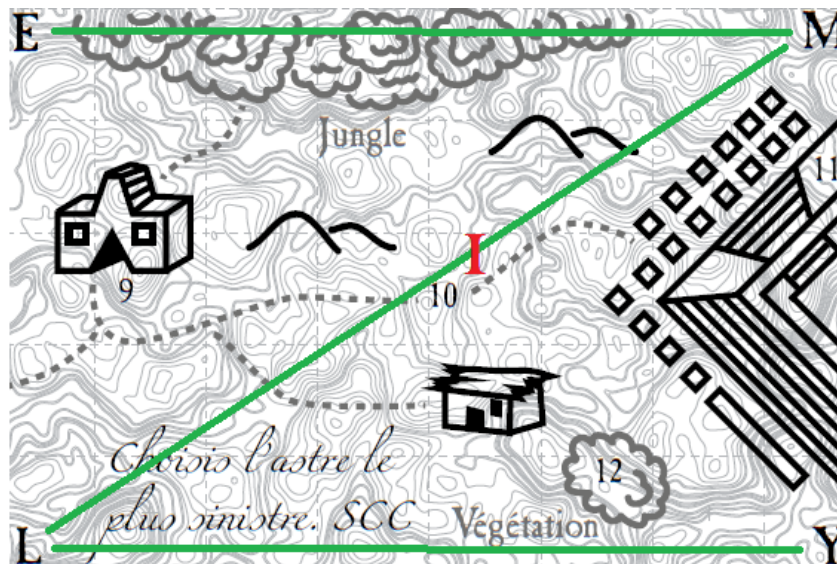 E M
Jungle
11
I
9
10
Choisis l'astre le
plus sinistre. SCC
12
Végétation
L Y